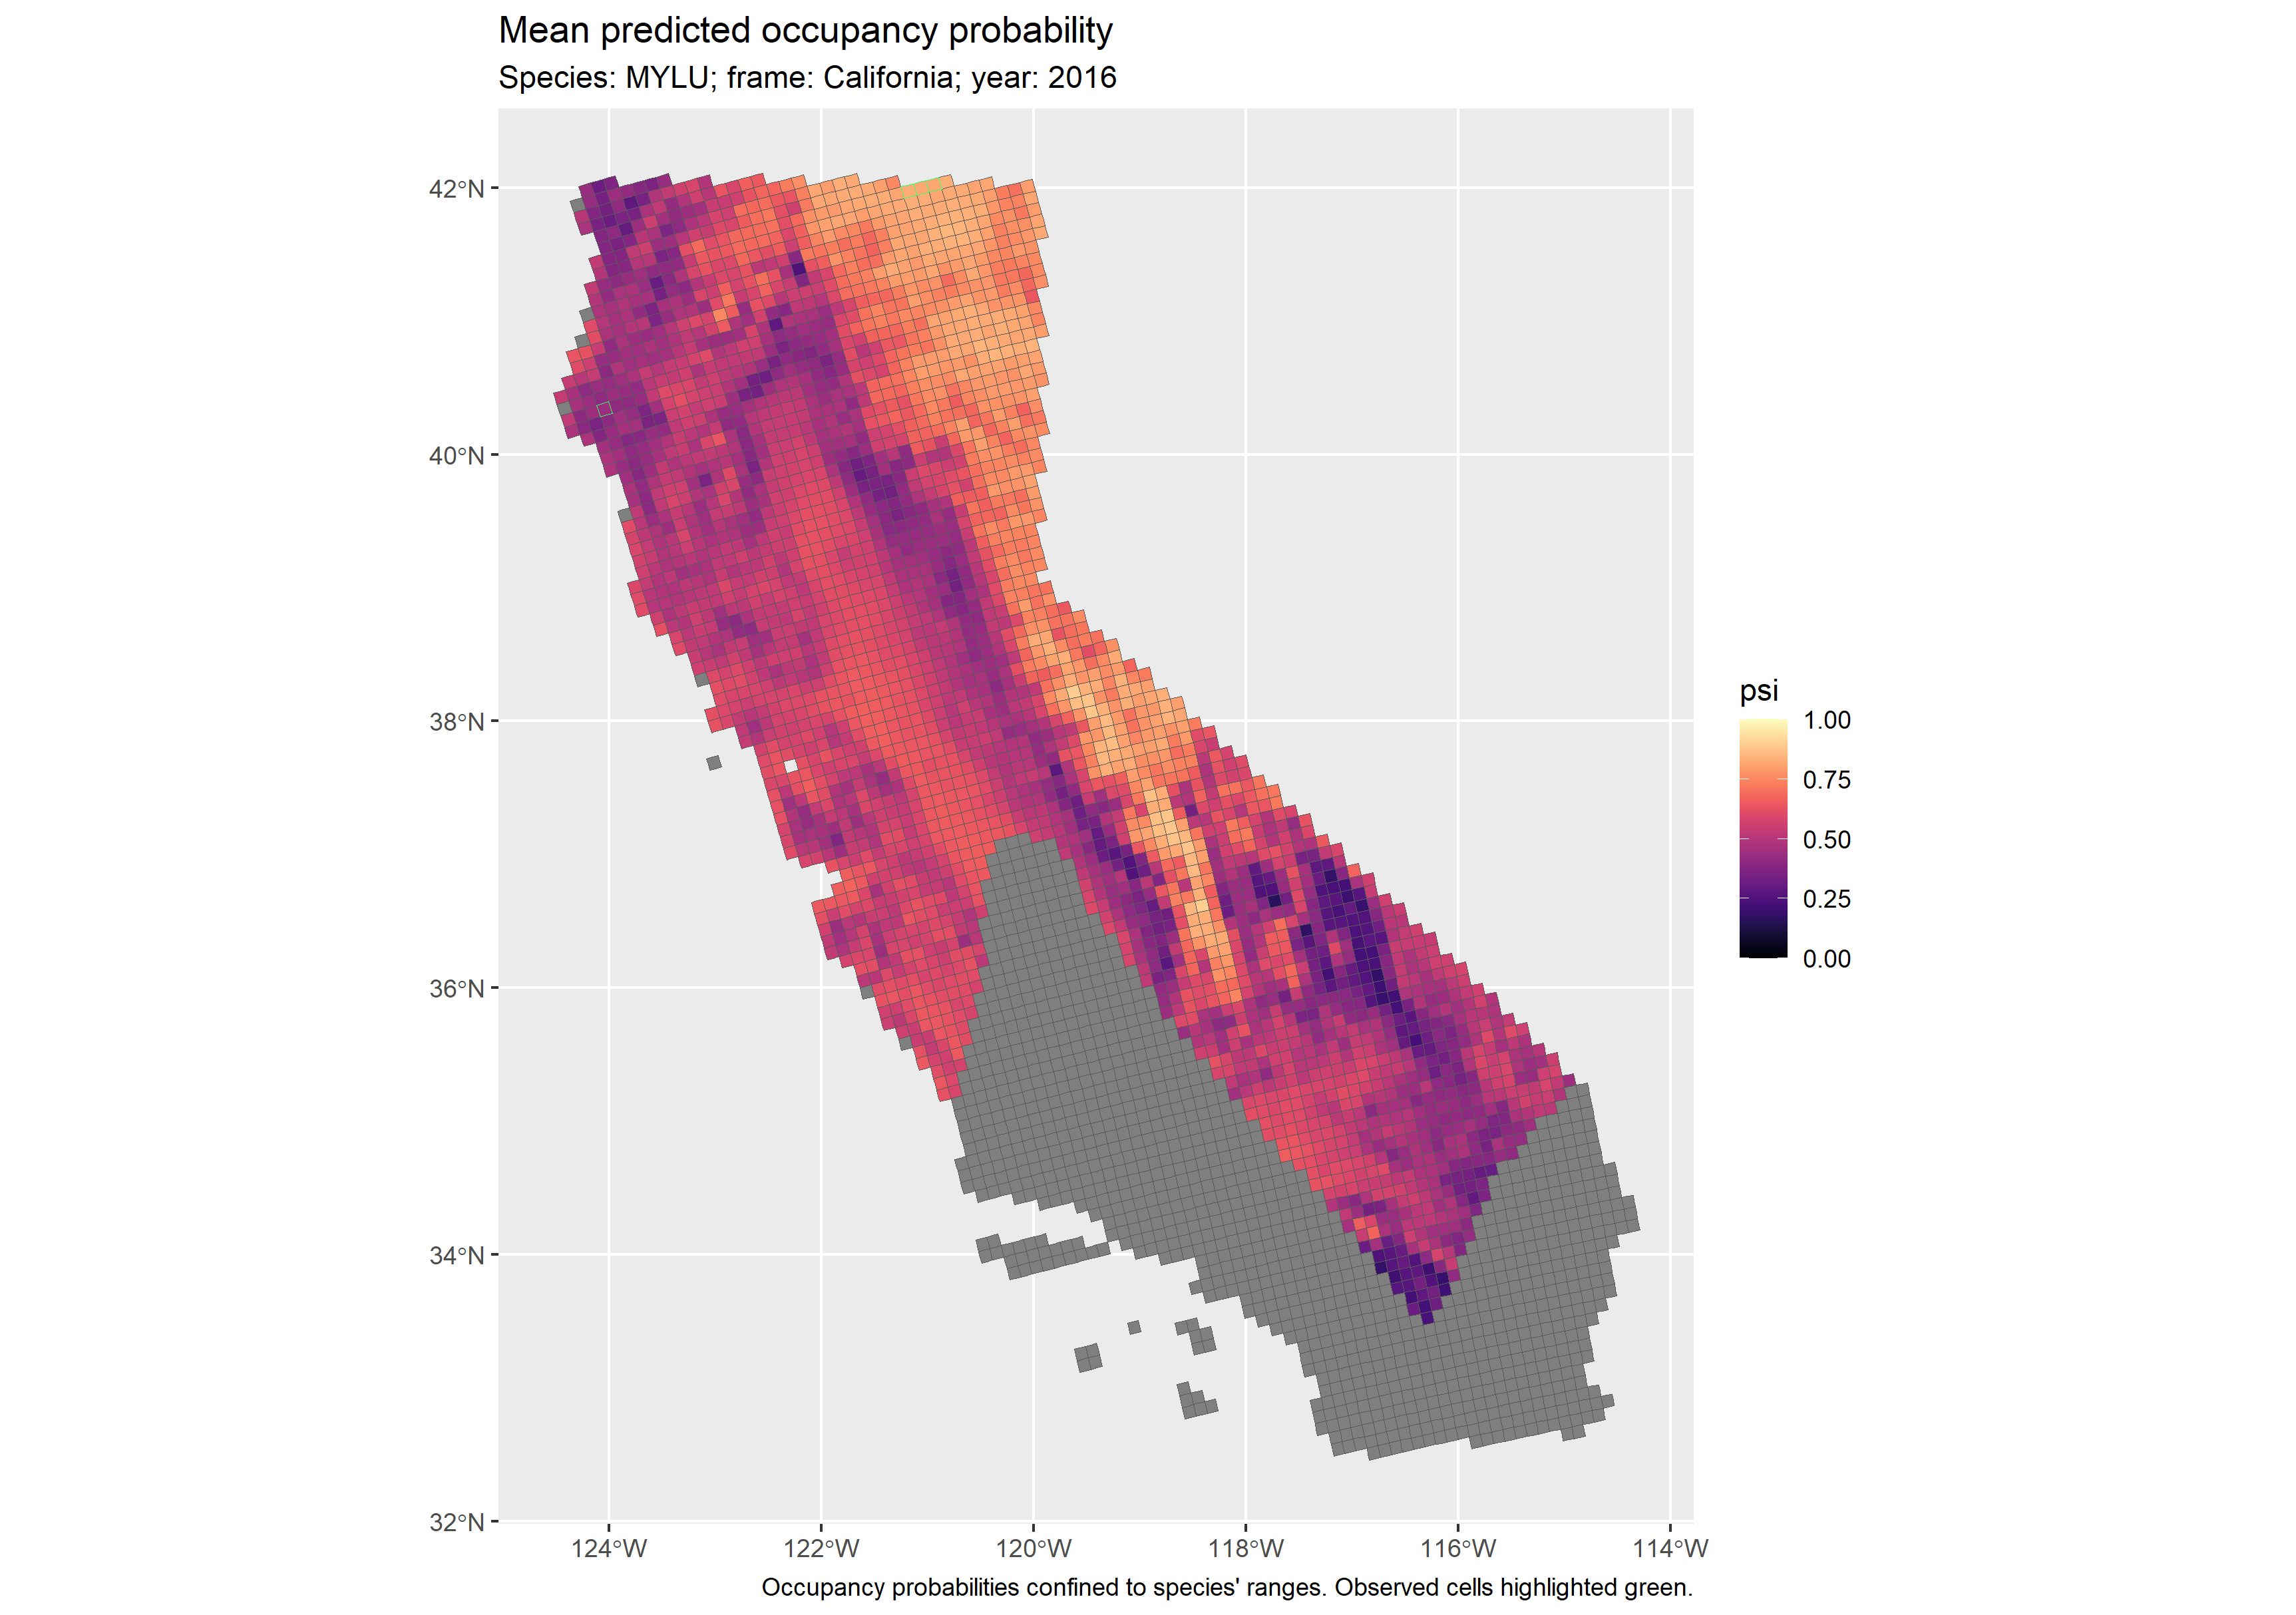 Mean predicted occupancy probability
Species: MYLU; frame: California; year: 2016
42°N
40°N
38°N
36°N
34°N
32°N
124°W 122°W 120°W 118°W 116°W 114°W
psi
1.00
0.75
0.50
0.25
0.00
Occupancy probabilities confined to species' ranges. Observed cells highlighted green.